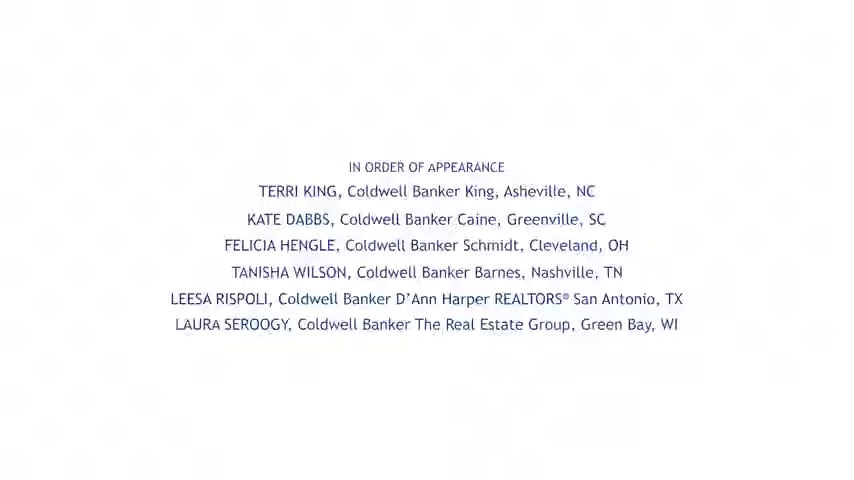 IN ORDER OF APPEARANCE
TERRI KING, Coldwell Banker King, Asheville, NC
KATE DABBS, Coldwell Banker Caine, Greenville, SC
FELICIA HENGLE, Coldwell Banker Schmidt, Cleveland, OH
TANISHA WILSON, Coldwell Banker Barnes, Nashville, TN
LEESA RISPOLI, Coldwell Banker D’Ann Harper REALTORS® San Antonio, TX
LAURA SEROOGY, Coldwell Banker The Real Estate Group, Green Bay, WI